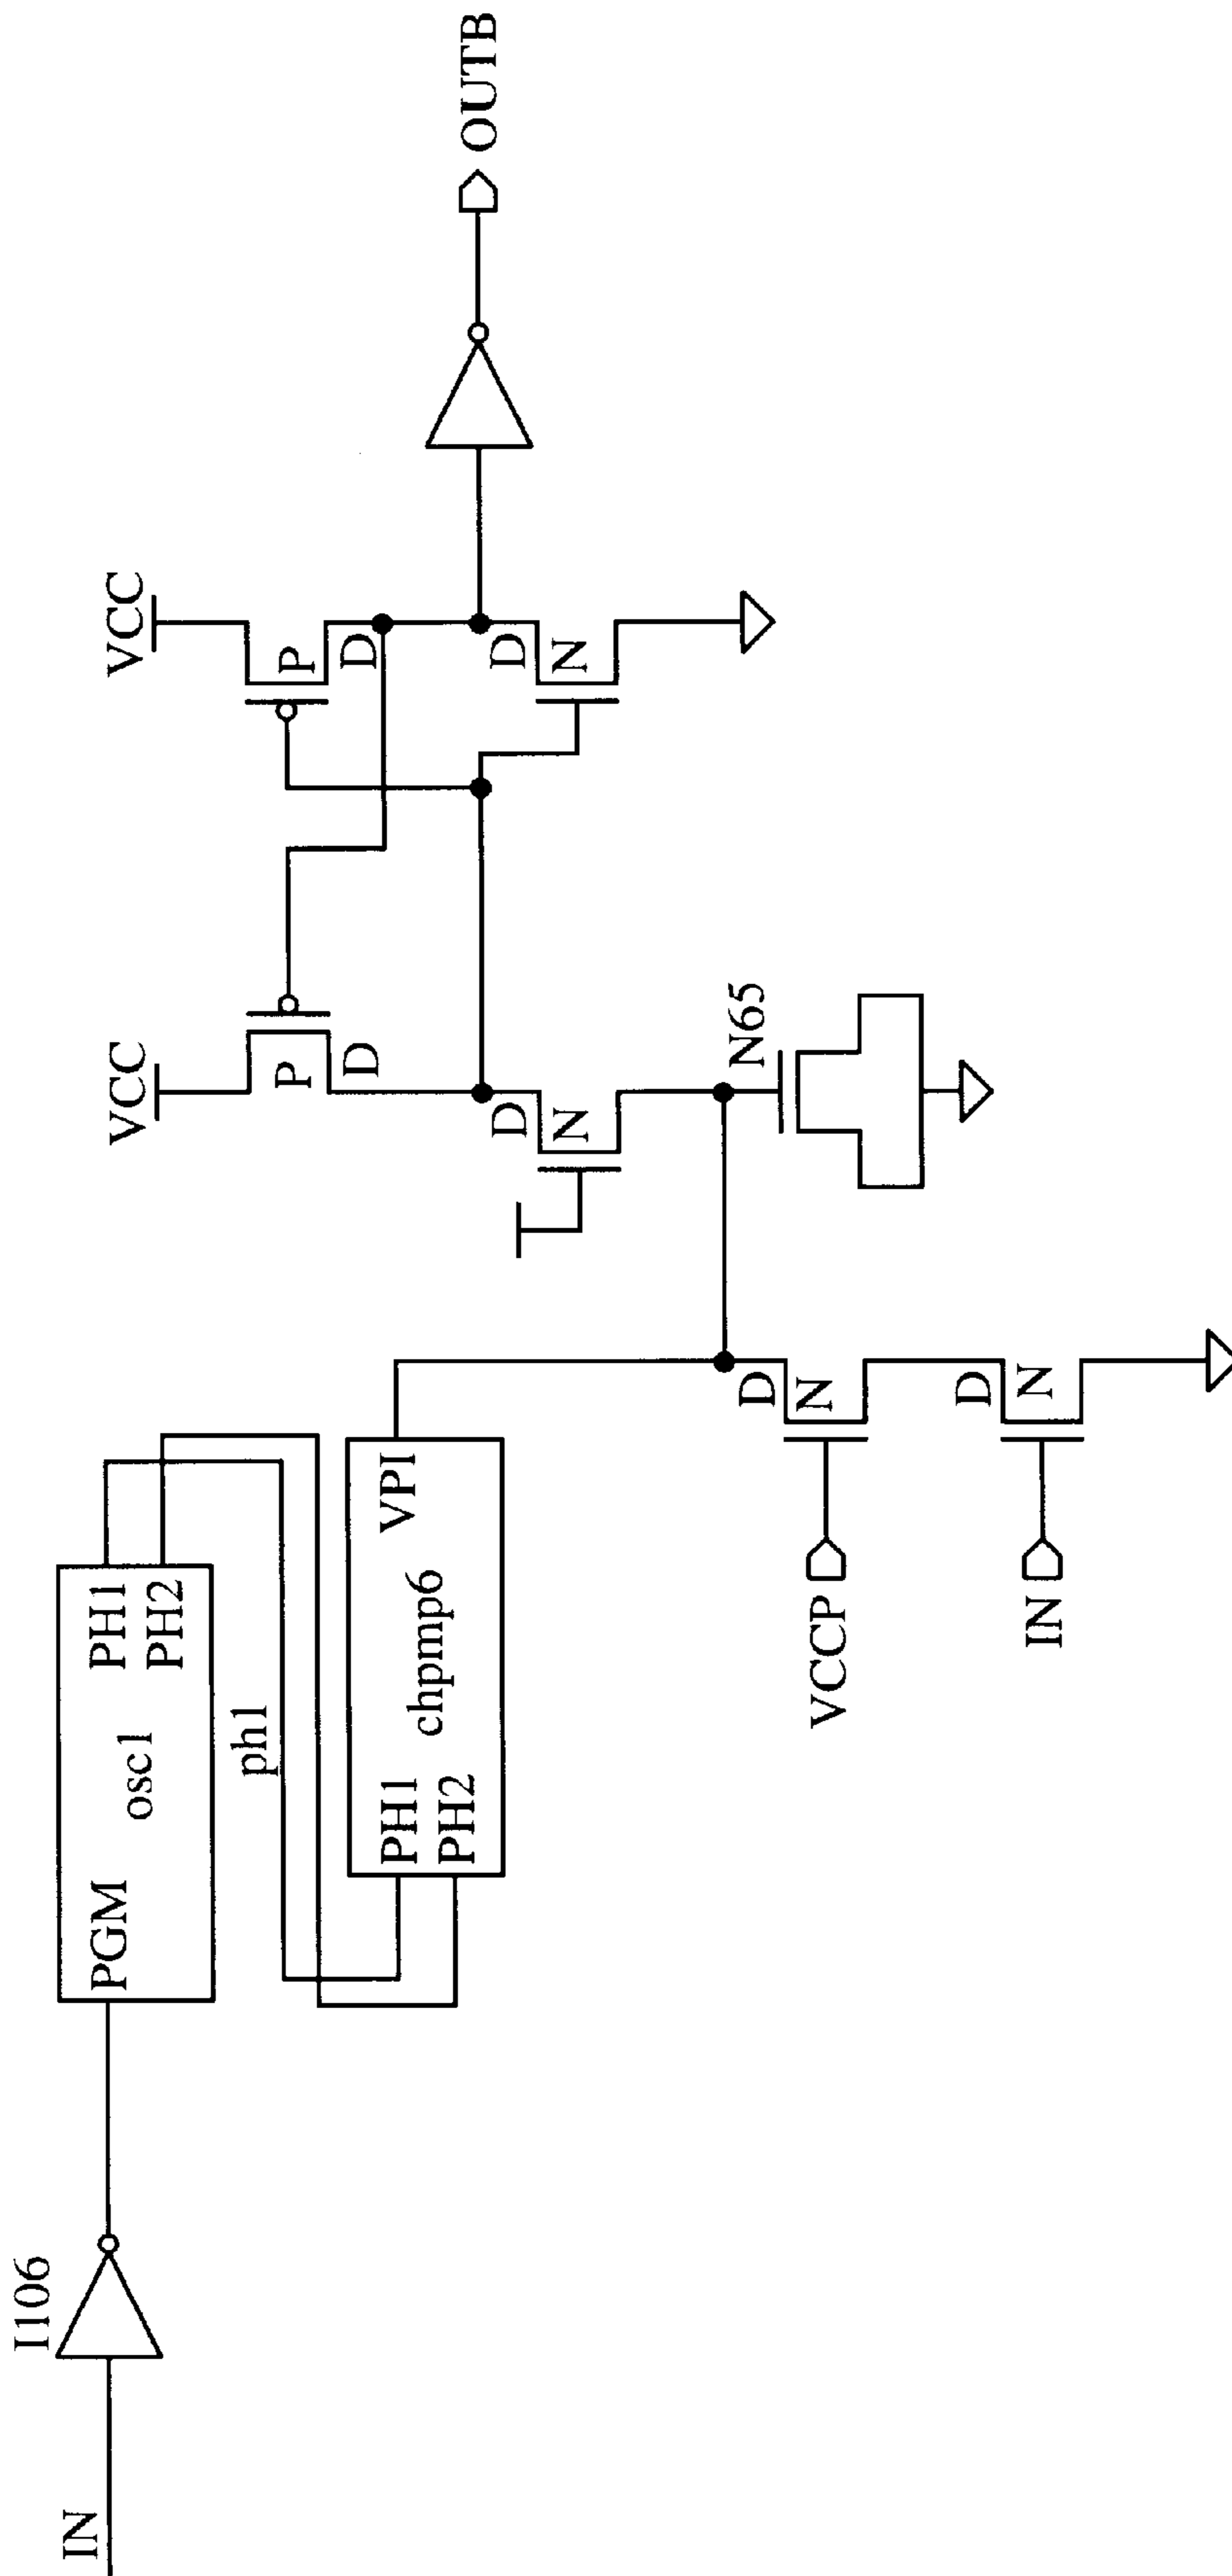 IN
I106
PGM
osc1
PH1
PH2
ph1
PH1
PH2
chpmp6
VPI
VCCP
IN
D
N
D
N
VCC
P
D
D
N
N65
VCC
P
D
D
N
OUTB